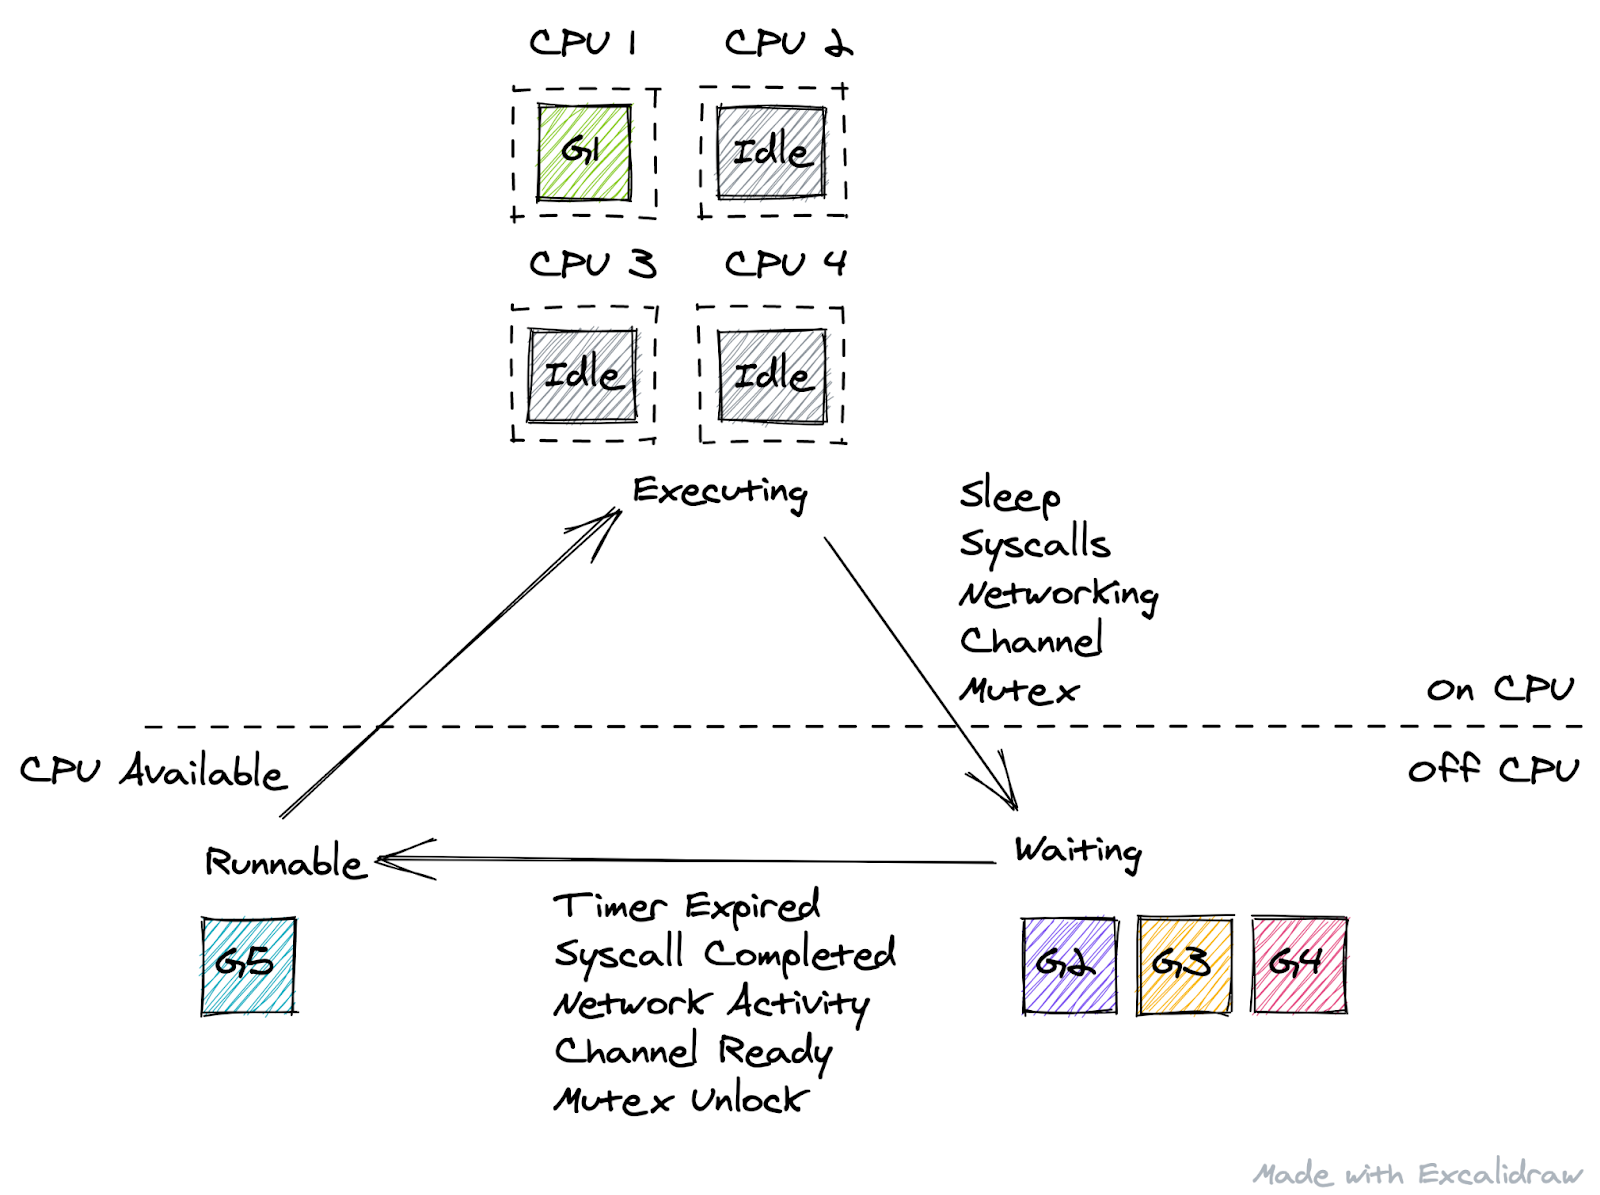 CPU 1
CPU 2
G1
Idle
CPU 3
CPU 4
Idle
Idle
Executing
Sleep
Syscalls
Networking
Channel
Mutex
On CPU
CPU Available
Off CPU
Runnable
Waiting
Timer Expired
Syscall Completed
Network Activity
Channel Ready
Mutex Unlock
G5
G2
G3
G4
Made with Excalidraw